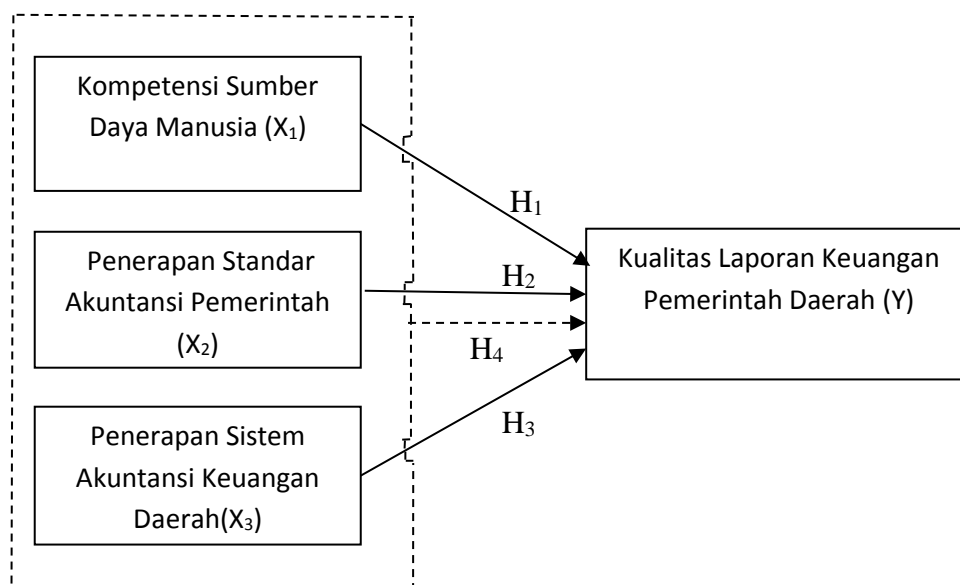 Kompetensi Sumber
Daya Manusia (X₁)
H₁
Penerapan Standar
Akuntansi Pemerintah
(X₂)
H₂
Kualitas Laporan Keuangan
Pemerintah Daerah (Y)
H₄
Penerapan Sistem
Akuntansi Keuangan
Daerah(X₃)
H₃